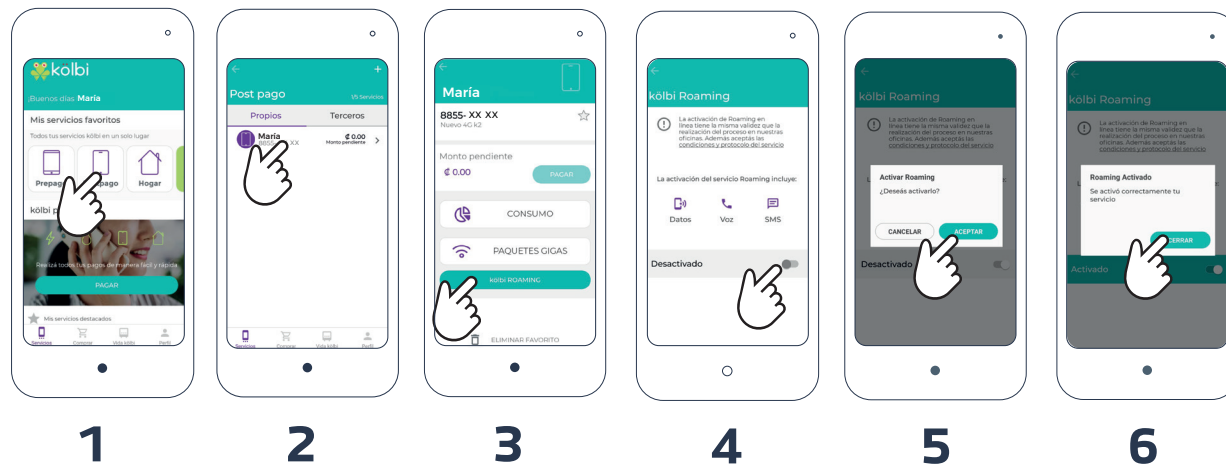 kölbi
¡Buenos días María
Mis servicios favoritos
Todos tus servicios kölbi en un solo lugar
Prepago
Hogar
kölbi
Realizá todos tus pagos de manera fácil y rápida
PAGAR
Mis servicios destacados
Servicios
Comprar
Vida kölbi
Perfil
1
Post pago
1/5 Servicios
Propios
Terceros
María
₡ 0.00
8855- XX
Monto pendiente
Servicios
Comprar
Vida kölbi
Perfil
2
María
8855- XX XX
Nuevo 4G k2
Monto pendiente
₡ 0.00
PAGAR
CONSUMO
PAQUETES GIGAS
kölbi ROAMING
ELIMINAR FAVORITO
3
kölbi Roaming
La activación de Roaming en
línea tiene la misma validez que la
realización del proceso en nuestras
oficinas. Además aceptás las
condiciones y protocolo del servicio
La activación del servicio Roaming incluye:
Datos
Voz
SMS
Desactivado
4
kölbi Roaming
La activación de Roaming en
línea tiene la misma validez que la
realización del proceso en nuestras
oficinas. Además aceptás las
condiciones y protocolo del servicio
Activar Roaming
¿Deseás activarlo?
CANCELAR
ACEPTAR
Desactivado
5
kölbi Roaming
La activación de Roaming en
línea tiene la misma validez que la
realización del proceso en nuestras
oficinas. Además aceptás las
condiciones y protocolo del servicio
Roaming Activado
Se activó correctamente tu
servicio
CERRAR
Activado
6